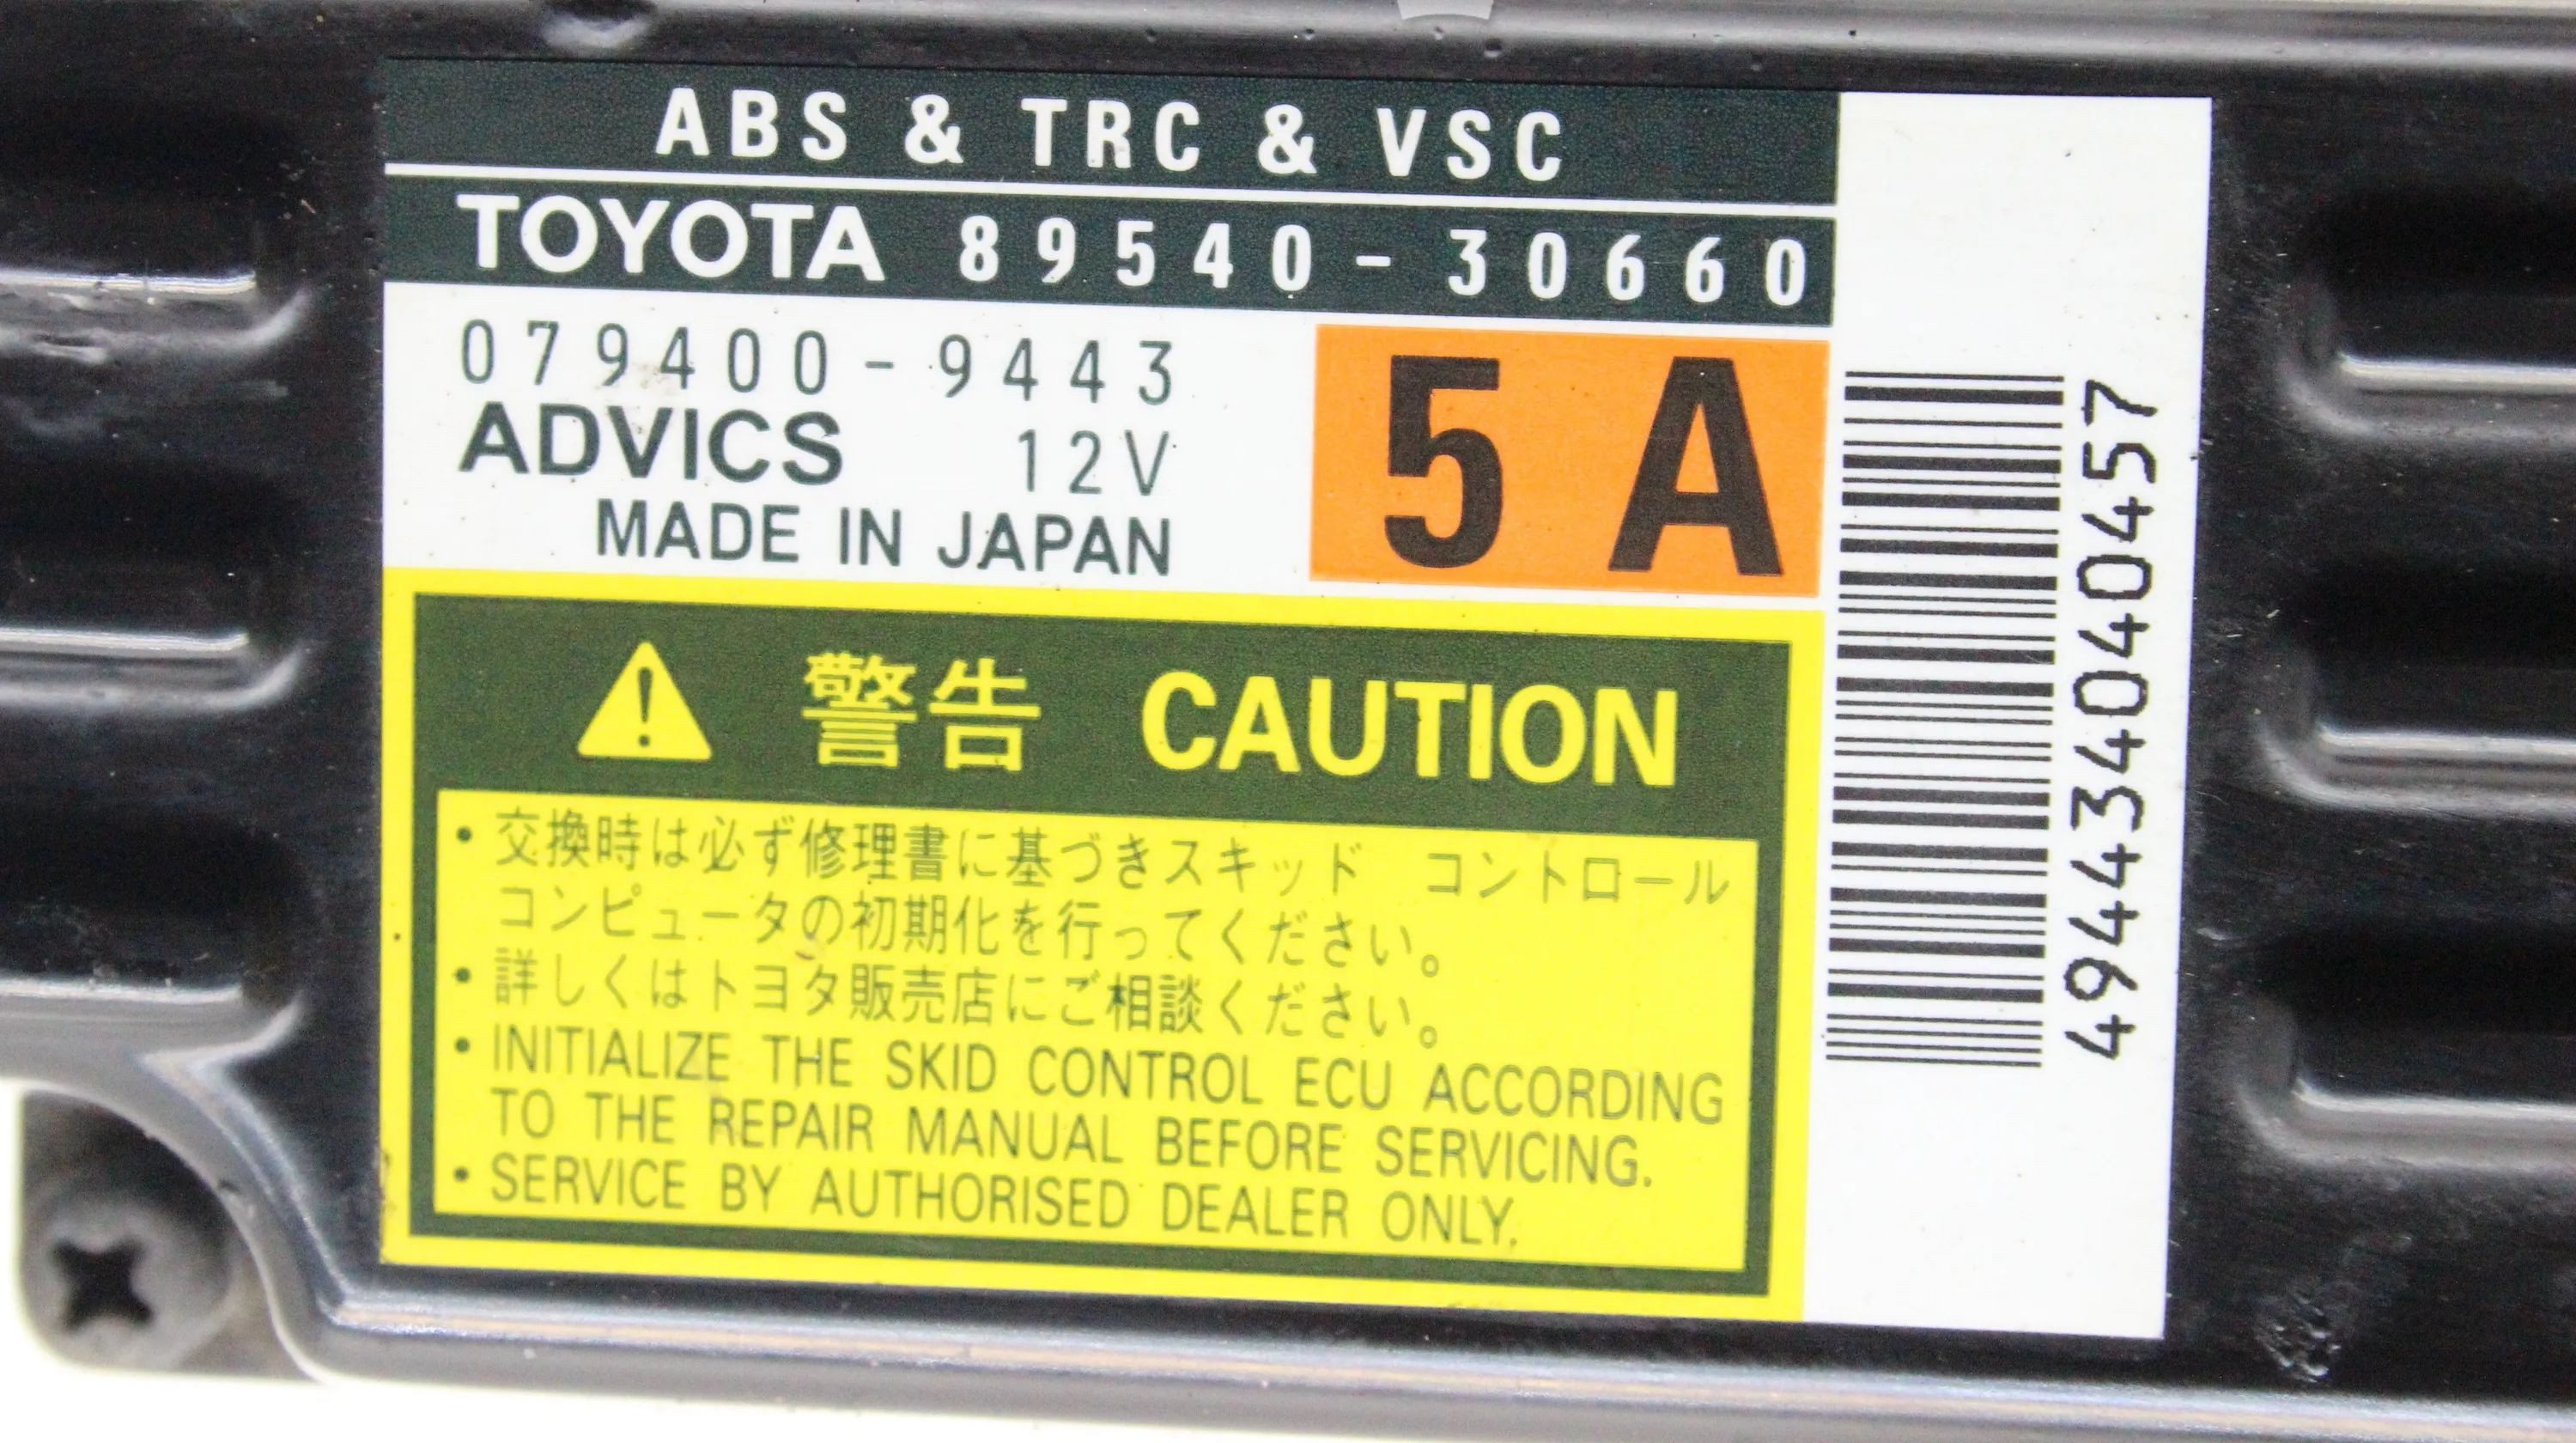 ABS & TRC & VSC
TOYOTA 89540-30660
079400-9443
ADVICS 12V
MADE IN JAPAN
5A
警告 CAUTION
・交換時は必ず修理書に基づきスキッド コントロール
コンピュータの初期化を行ってください。
・詳しくはトヨタ販売店にご相談ください。
・INITIALIZE THE SKID CONTROL ECU ACCORDING
TO THE REPAIR MANUAL BEFORE SERVICING.
・SERVICE BY AUTHORISED DEALER ONLY.
494434040457